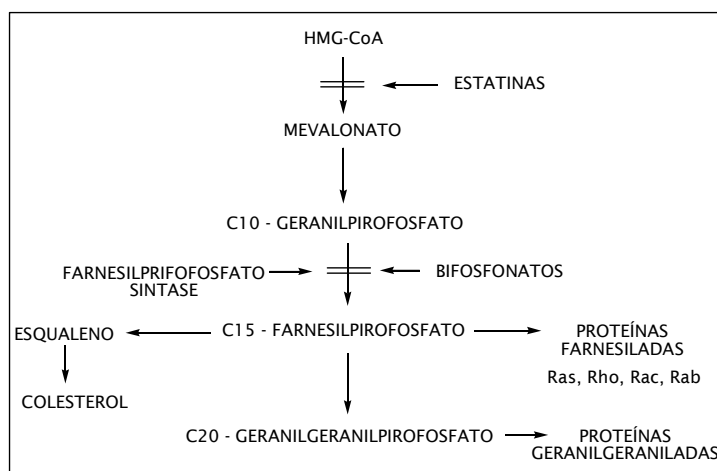 HMG-CoA
ESTATINAS
MEVALONATO
C10 - GERANILPIROFOSFATO
FARNESILPRIFOFOSFATO
SINTASE
BIFOSFONATOS
ESQUALENO
C15 - FARNESILPIROFOSFATO
PROTEÍNAS
FARNESILADAS
Ras, Rho, Rac, Rab
COLESTEROL
C20 - GERANILGERANILPIROFOSFATO
PROTEÍNAS
GERANILGERANILADAS